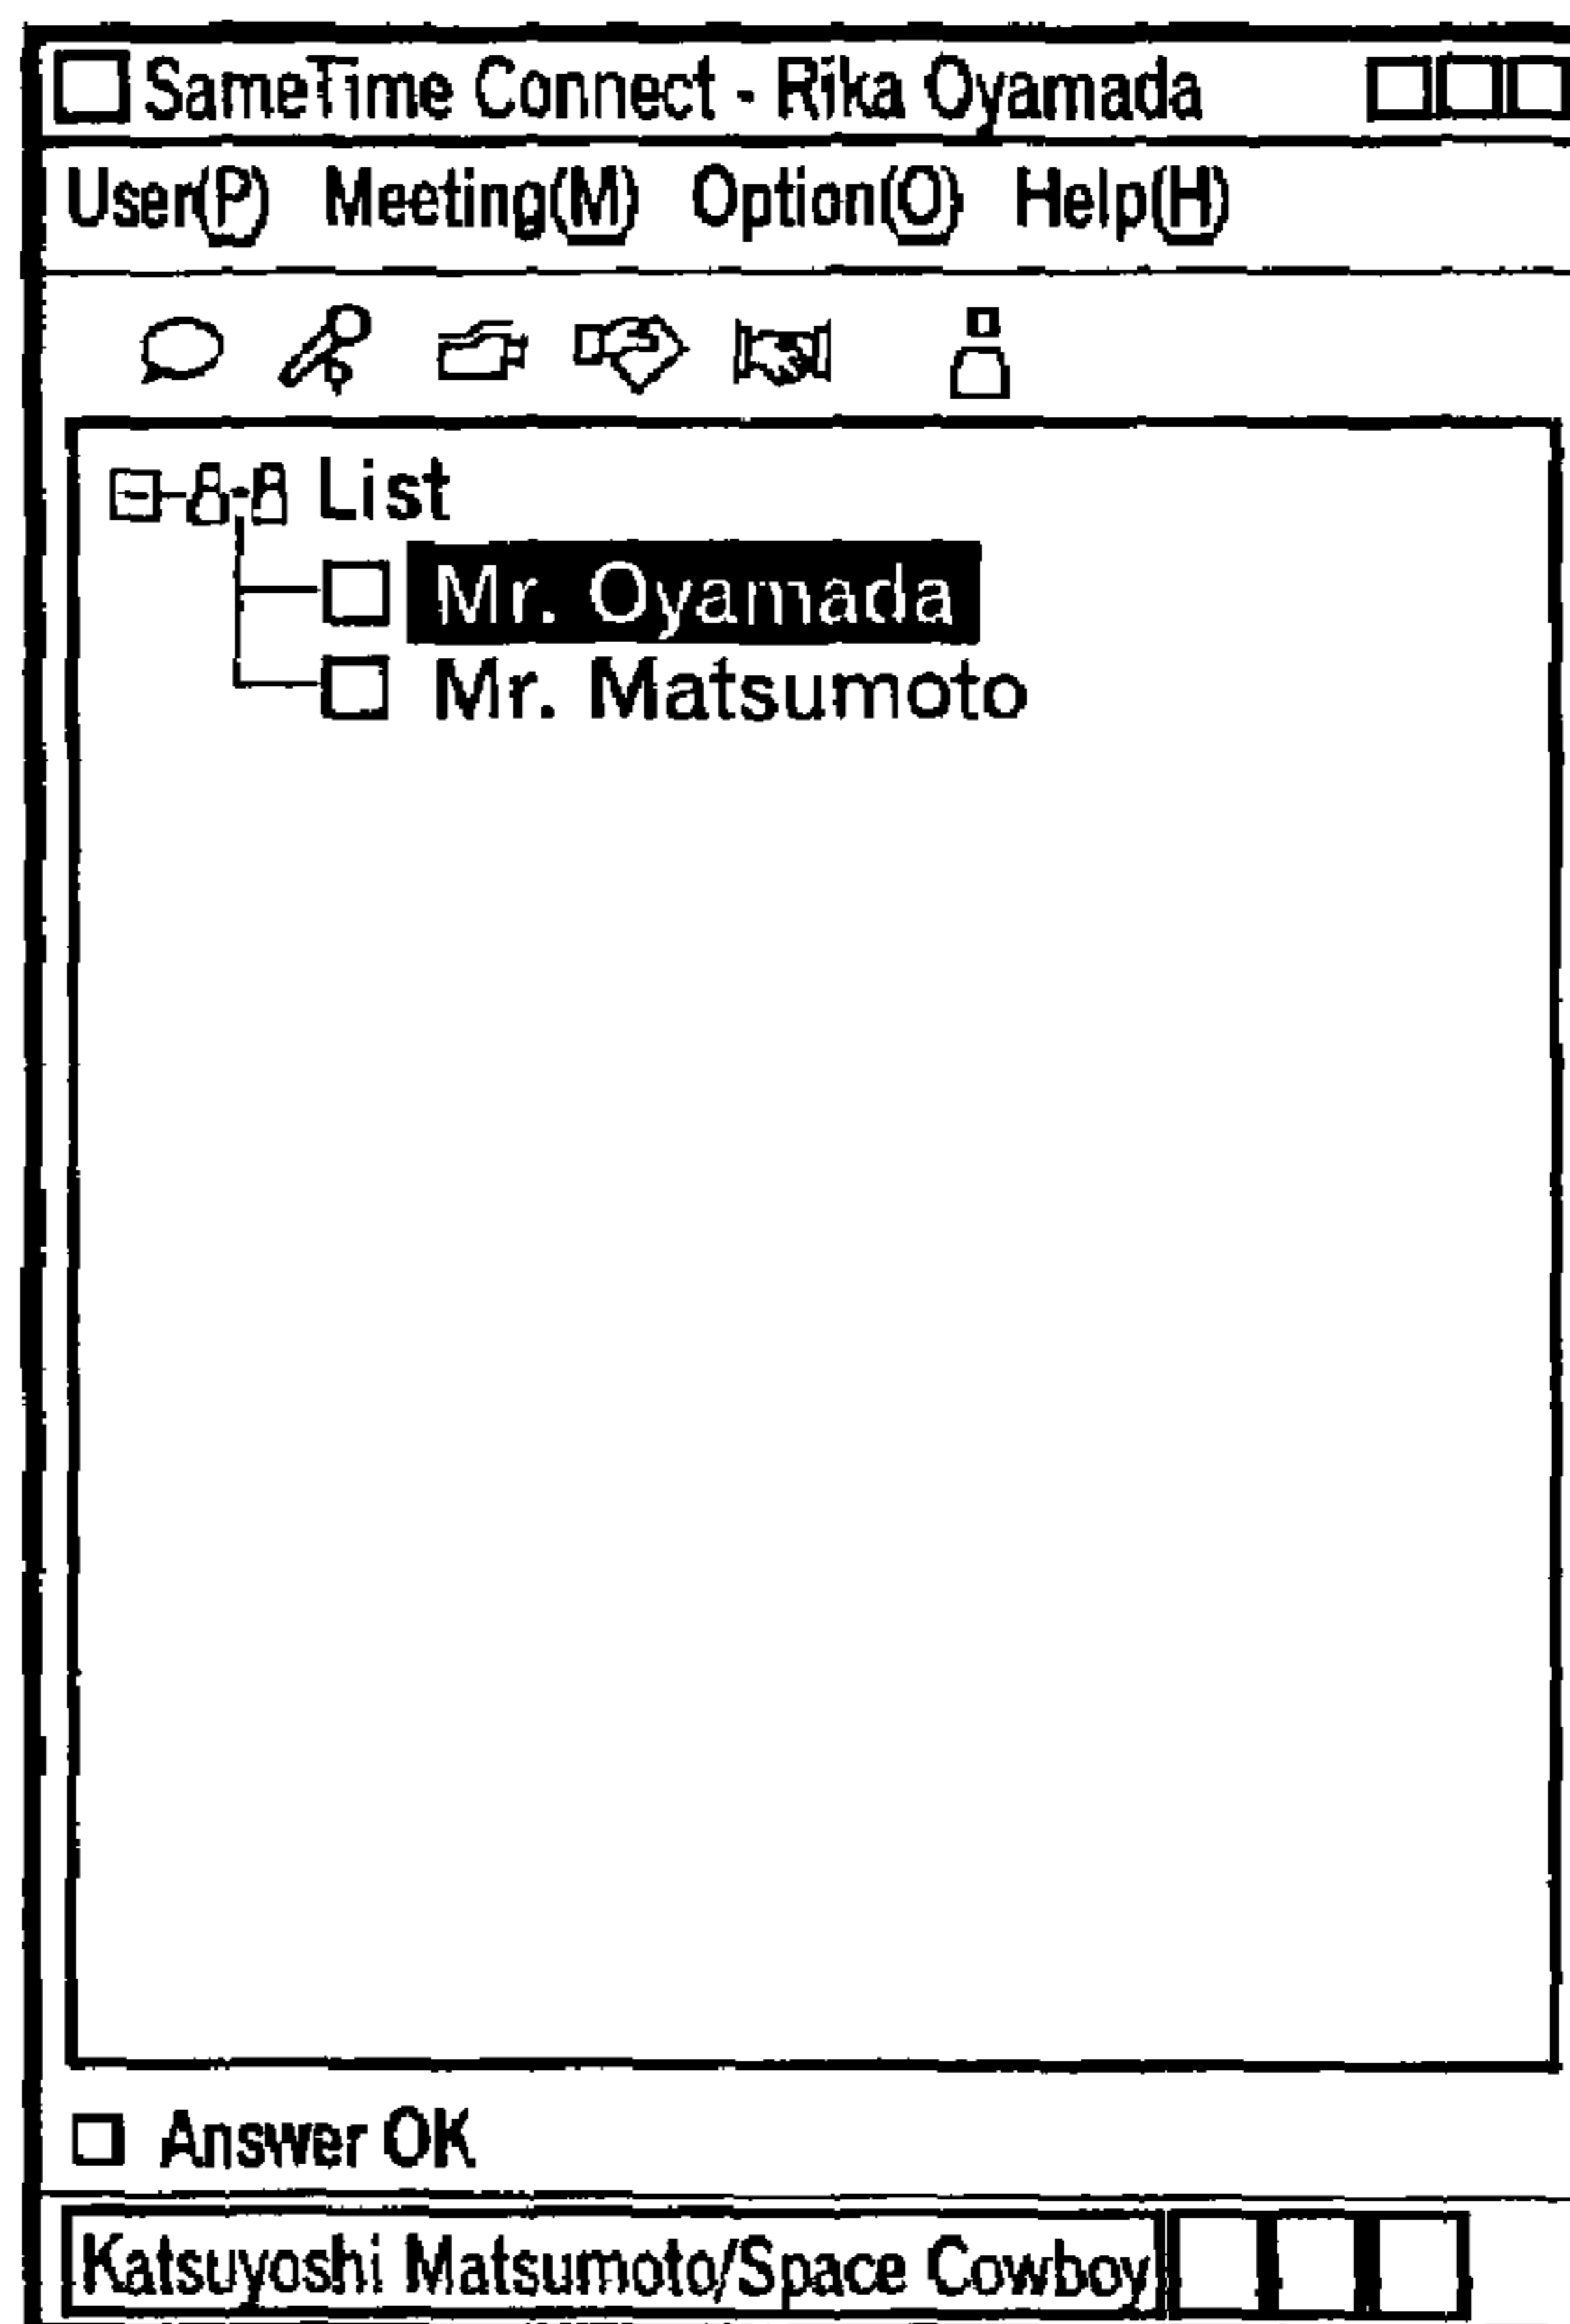 SameTime Connect - Rika Oyamada
User(P) Meeting(M) Option(O) Help(H)
List
Mr. Oyamada
Mr. Matsumoto
Answer OK
Katsuyoshi Matsumoto/Space Cowboy